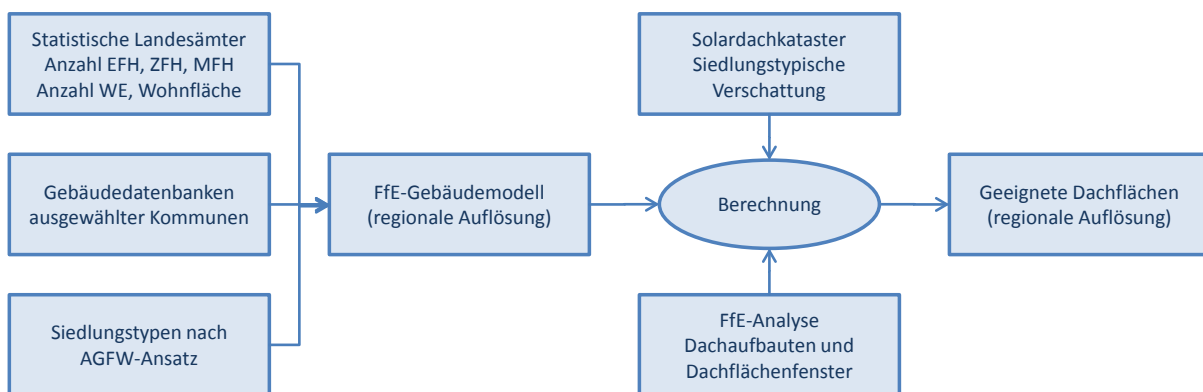 Statistische Landesämter
Anzahl EFH, ZFH, MFH
Anzahl WE, Wohnfläche
Gebäudedatenbanken
ausgewählter Kommunen
Siedlungstypen nach
AGFW-Ansatz
FfE-Gebäudemodell
(regionale Auflösung)
Solardachkataster
Siedlungstypische
Verschattung
Berechnung
FfE-Analyse
Dachaufbauten und
Dachflächenfenster
Geeignete Dachflächen
(regionale Auflösung)